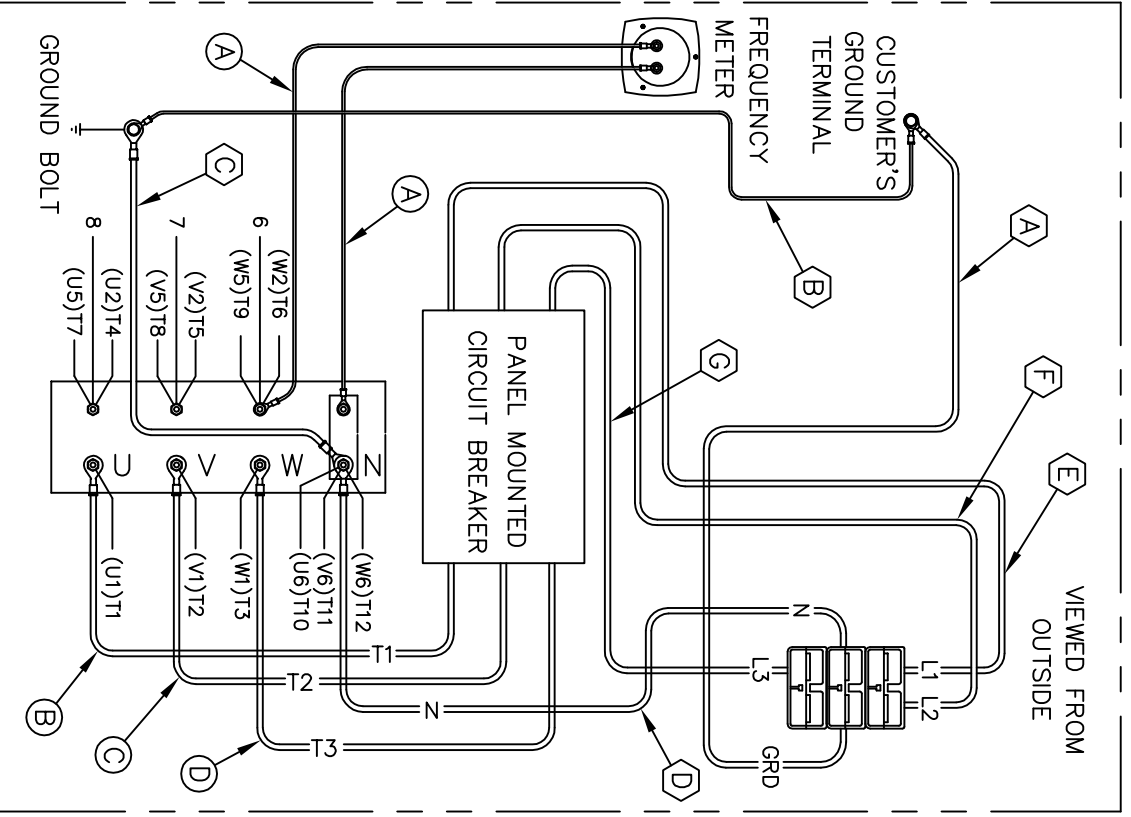 VIEWED FROM
OUTSIDE
E
F
A
L1
L2
CUSTOMER'S
GROUND
TERMINAL
B
N
GRD
L3
FREQUENCY
METER
G
D
PANEL MOUNTED
CIRCUIT BREAKER
N
A
T1
T2
T3
N
(W6)T12
(V6)T11
(U6)T10
6
(W2)T6
(W5)T9
W
(W1)T3
A
C
7
(V2)T5
(V5)T8
V
(V1)T2
D
8
(U2)T4
(U5)T7
U
(U1)T1
C
B
GROUND BOLT